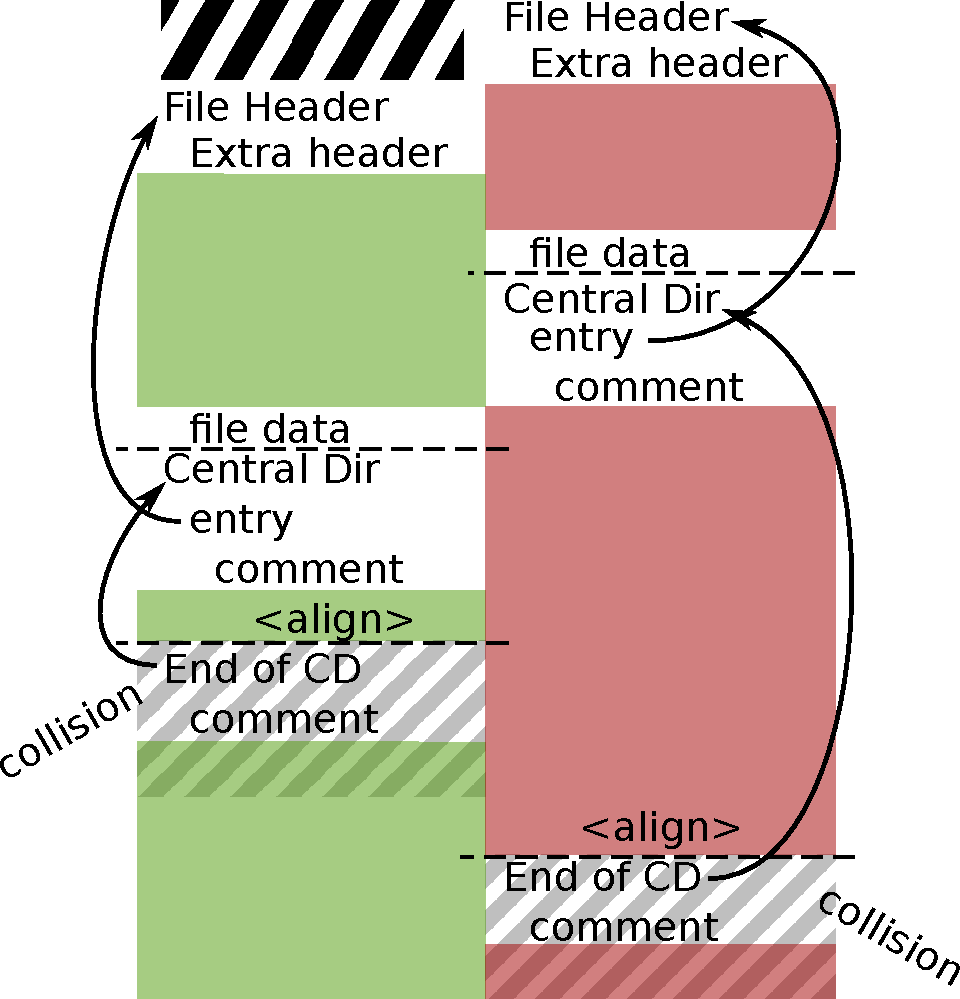 File Header
Extra header
file data
Central Dir
entry
comment
<align>
End of CD
comment
collision
File Header
Extra header
file data
Central Dir
entry
comment
<align>
End of CD
comment
collision